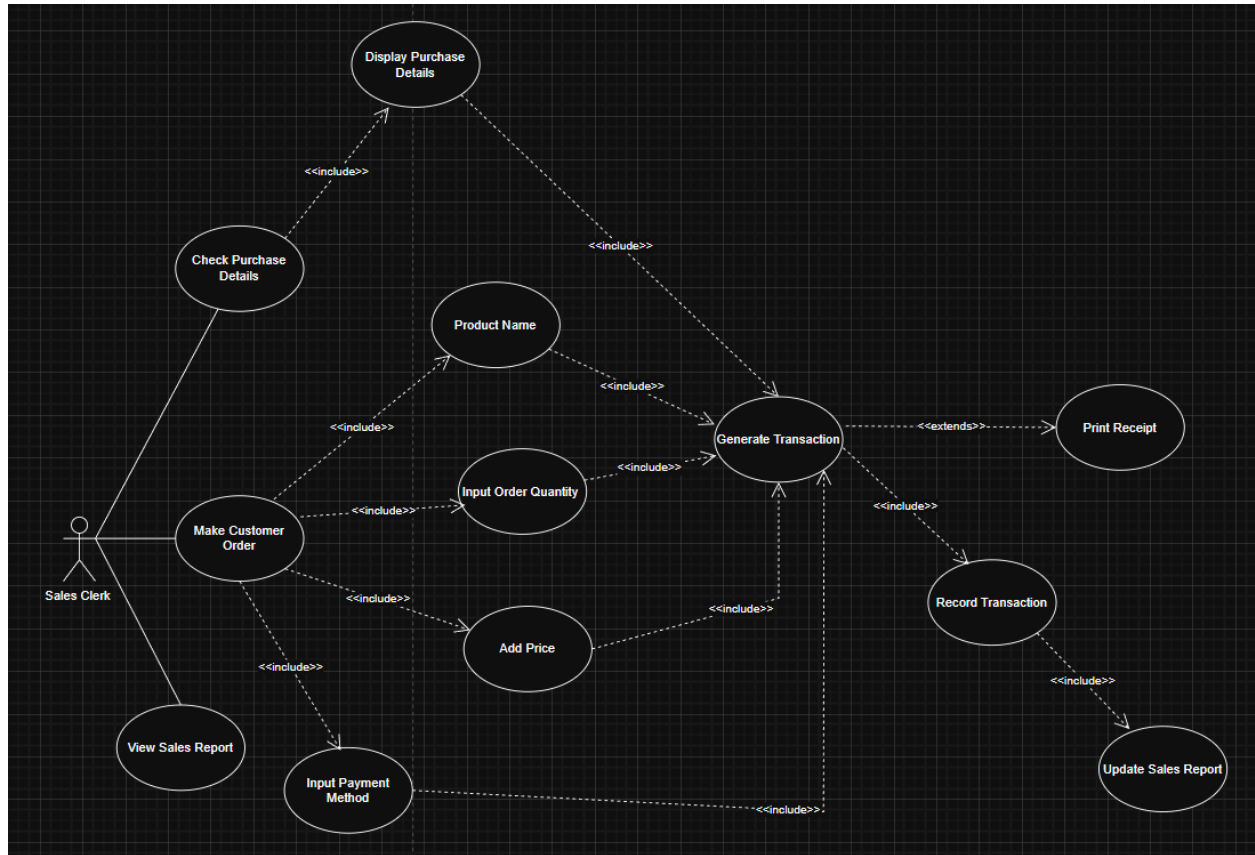 Display Purchase
Details
<<include>>
<<include>>
Check Purchase
Details
Product Name
<<include>>
<<include>>
Generate Transaction
<<extends>>
Print Receipt
<<include>>
Input Order Quantity
<<include>>
<<include>>
Make Customer
Order
Sales Clerk
<<include>>
<<include>>
Record Transaction
<<include>>
Add Price
<<include>>
<<include>>
View Sales Report
Input Payment
Method
<<include>>
Update Sales Report